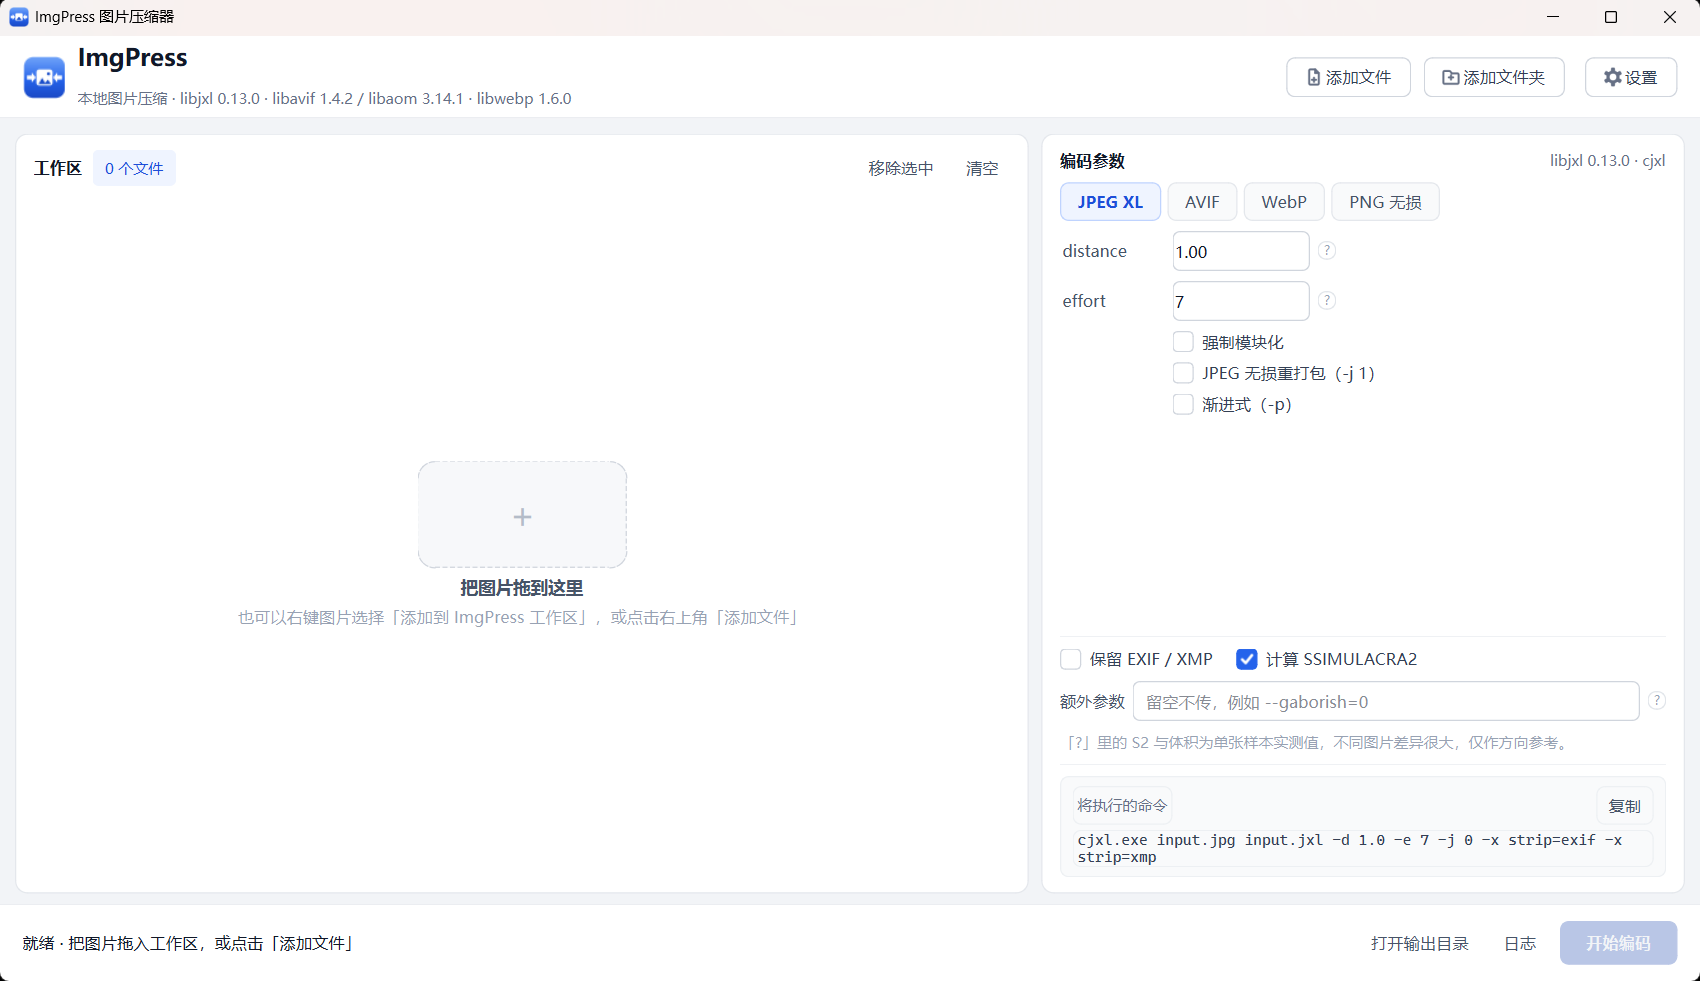 ImgPress 图片压缩器
ImgPress
本地图片压缩 · libjxl 0.13.0 · libavif 1.4.2 / libaom 3.14.1 · libwebp 1.6.0
添加文件
添加文件夹
设置
工作区
0 个文件
移除选中
清空
+
把图片拖到这里
也可以右键图片选择「添加到 ImgPress 工作区」，或点击右上角「添加文件」
编码参数
libjxl 0.13.0 · cjxl
JPEG XL
AVIF
WebP
PNG 无损
distance
1.00
?
effort
7
?
强制模块化
JPEG 无损重打包（-j 1）
渐进式（-p）
保留 EXIF / XMP
计算 SSIMULACRA2
额外参数
留空不传，例如 --gaborish=0
?
「?」里的 S2 与体积为单张样本实测值，不同图片差异很大，仅作方向参考。
将执行的命令
复制
cjxl.exe input.jpg input.jxl -d 1.0 -e 7 -j 0 -x strip=exif -x
strip=xmp
就绪 · 把图片拖入工作区，或点击「添加文件」
打开输出目录
日志
开始编码